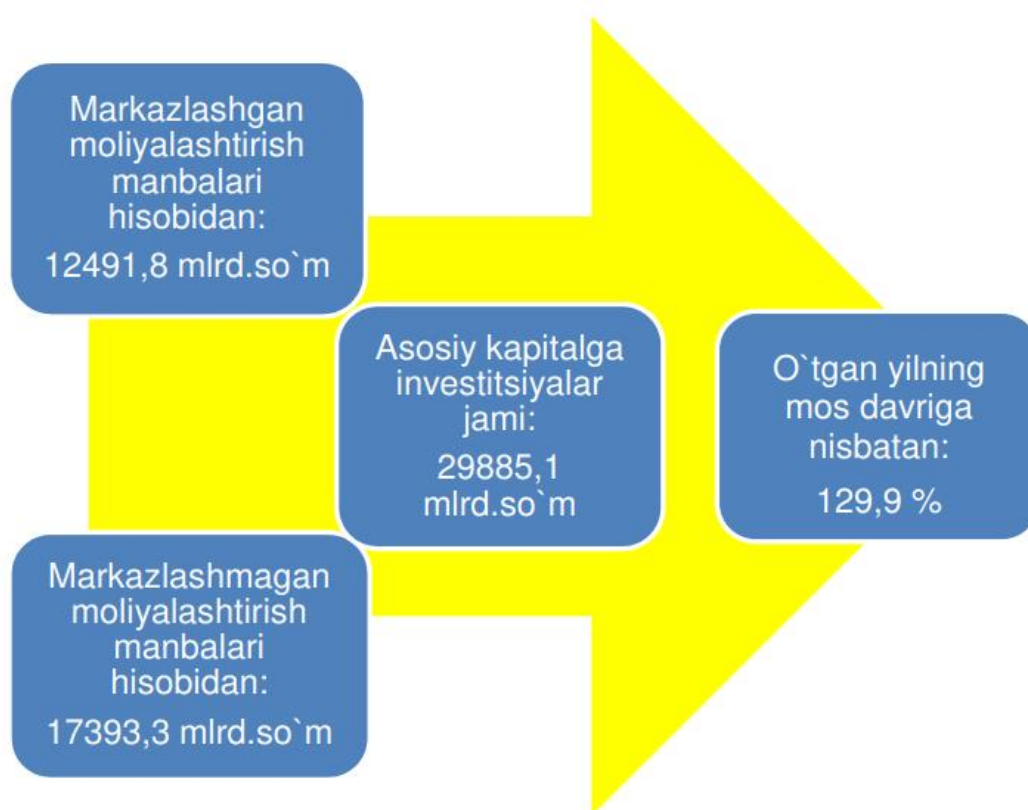 Markazlashgan
moliyalashtirish
manbalari
hisobidan:
12491,8 mlrd.so`m
Asosiy kapitalga
investitsiyalar
jami:
29885,1
mlrd.so`m
O`tgan yilning
mos davriga
nisbatan:
129,9 %
Markazlashmagan
moliyalashtirish
manbalari
hisobidan:
17393,3 mlrd.so`m